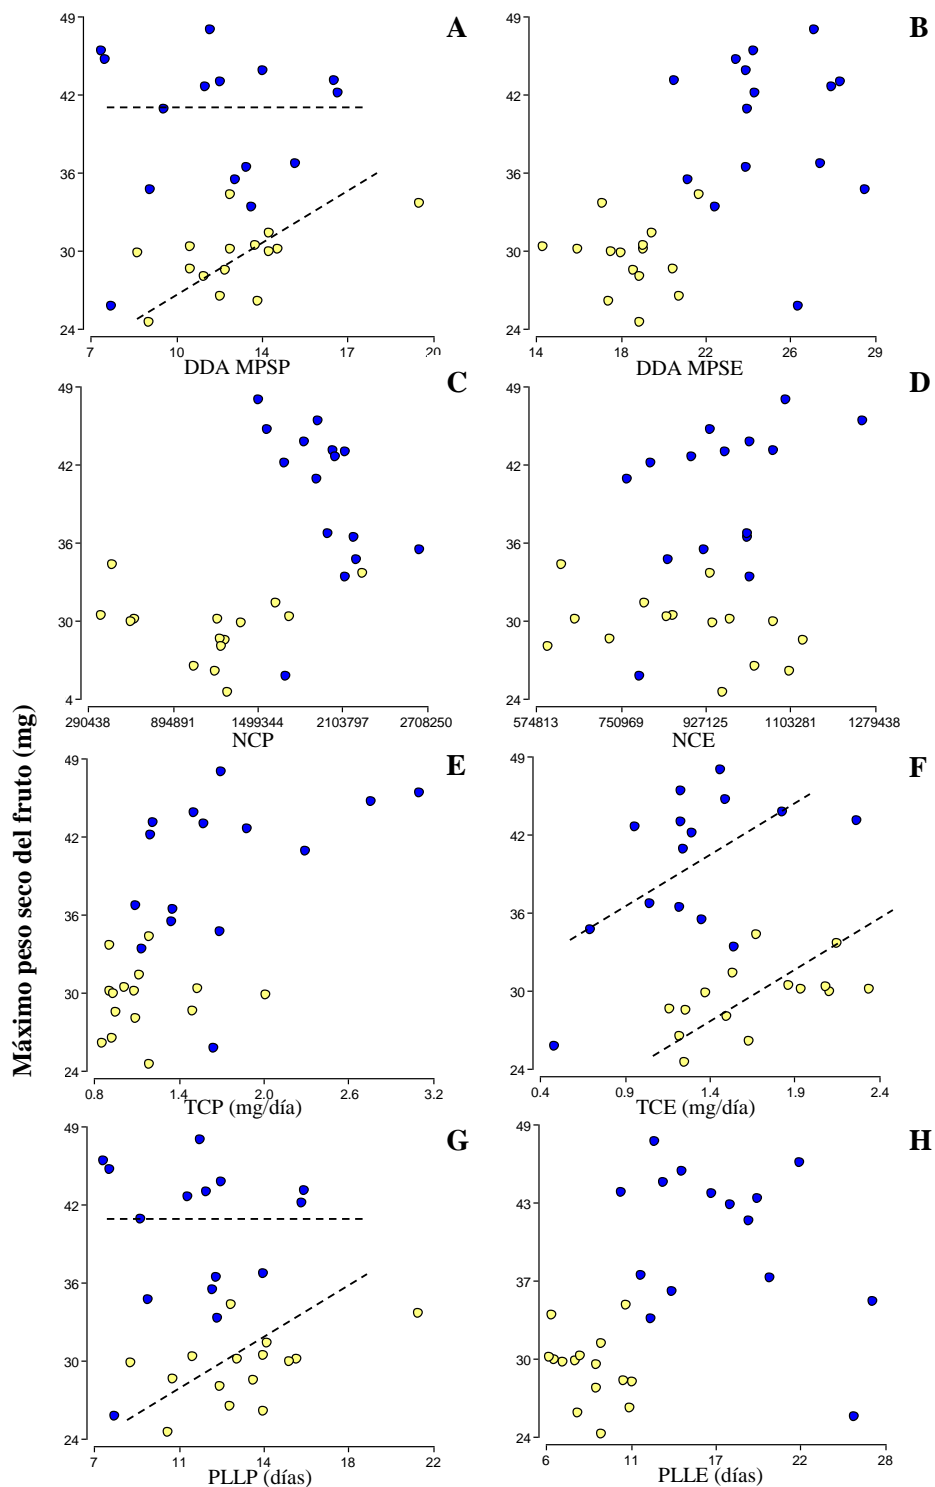 A
49
42
36
30
24
7 10 14 17 20
DDA MPSP
B
49
42
36
30
24
14 18 22 26 29
DDA MPSE
C
49
42
36
30
4
290438 894891 1499344 2103797 2708250
NCP
D
49
42
36
30
24
574813 750969 927125 1103281 1279438
NCE
Máximo peso seco del fruto (mg)
E
49
42
36
30
24
0.8 1.4 2.0 2.6 3.2
TCP (mg/día)
F
49
42
36
30
24
0.4 0.9 1.4 1.9 2.4
TCE (mg/día)
G
49
42
36
30
24
7 11 14 18 22
PLLP (días)
H
49
43
37
30
24
6 11 17 22 28
PLLE (días)